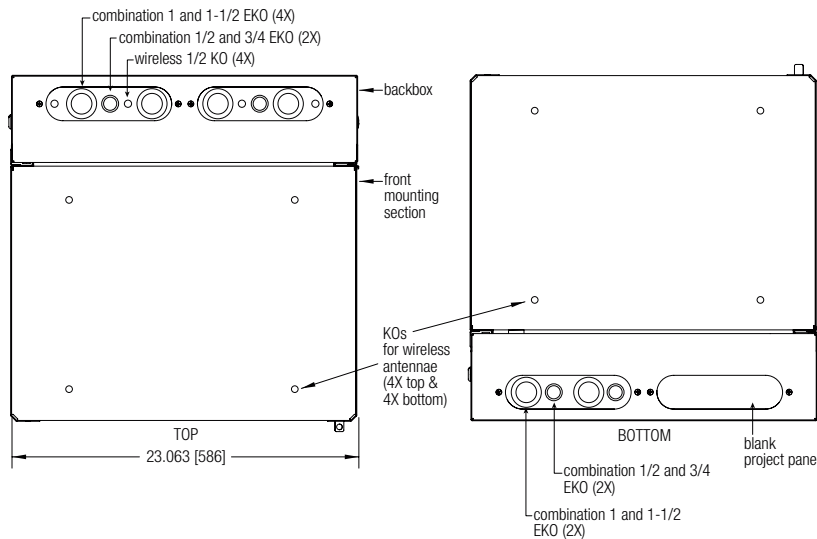 combination 1 and 1-1/2 EKO (4X)
combination 1/2 and 3/4 EKO (2X)
wireless 1/2 KO (4X)
backbox
front
mounting
section
KOs
for wireless
antennae
(4X top &
4X bottom)
TOP
23.063 [586]
BOTTOM
blank
project pane
combination 1/2 and 3/4
EKO (2X)
combination 1 and 1-1/2
EKO (2X)